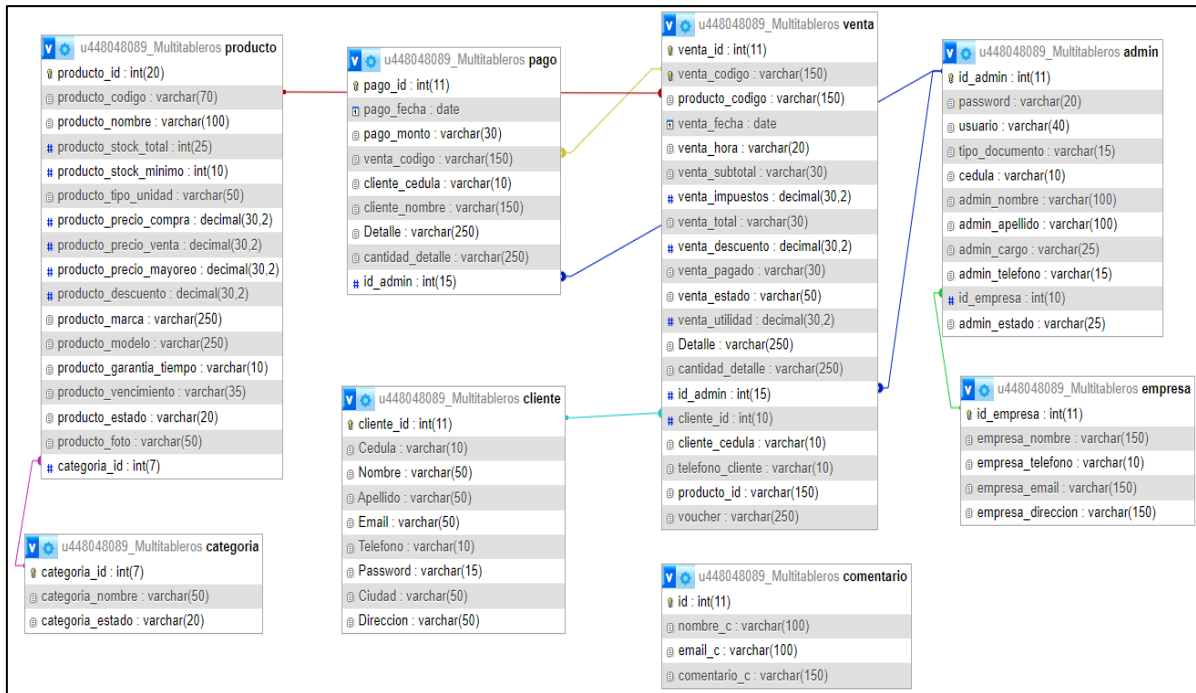 u448048089_Multitableros producto
producto_id : int(20)
producto_codigo : varchar(70)
producto_nombre : varchar(100)
producto_stock_total : int(25)
producto_stock_minimo : int(10)
producto_tipo_unidad : varchar(50)
producto_precio_compra : decimal(30,2)
producto_precio_venta : decimal(30,2)
producto_precio_mayoreo : decimal(30,2)
producto_descuento : decimal(30,2)
producto_marca : varchar(250)
producto_modelo : varchar(250)
producto_garantia_tiempo : varchar(10)
producto_vencimiento : varchar(35)
producto_estado : varchar(20)
producto_foto : varchar(50)
categoria_id : int(7)
u448048089_Multitableros categoria
categoria_id : int(7)
categoria_nombre : varchar(50)
categoria_estado : varchar(20)
u448048089_Multitableros pago
pago_id : int(11)
pago_fecha : date
pago_monto : varchar(30)
venta_codigo : varchar(150)
cliente_cedula : varchar(10)
cliente_nombre : varchar(150)
Detalle : varchar(250)
cantidad_detalle : varchar(250)
id_admin : int(15)
u448048089_Multitableros cliente
cliente_id : int(11)
Cedula : varchar(10)
Nombre : varchar(50)
Apellido : varchar(50)
Email : varchar(50)
Telefono : varchar(10)
Password : varchar(15)
Ciudad : varchar(50)
Direccion : varchar(50)
u448048089_Multitableros venta
venta_id : int(11)
venta_codigo : varchar(150)
producto_codigo : varchar(150)
venta_fecha : date
venta_hora : varchar(20)
venta_subtotal : varchar(30)
venta_impuestos : decimal(30,2)
venta_total : varchar(30)
venta_descuento : decimal(30,2)
venta_pagado : varchar(30)
venta_estado : varchar(50)
venta_utilidad : decimal(30,2)
Detalle : varchar(250)
cantidad_detalle : varchar(250)
id_admin : int(15)
cliente_id : int(10)
cliente_cedula : varchar(10)
telefono_cliente : varchar(10)
producto_id : varchar(150)
voucher : varchar(250)
u448048089_Multitableros comentario
id : int(11)
nombre_c : varchar(100)
email_c : varchar(100)
comentario_c : varchar(150)
u448048089_Multitableros admin
id_admin : int(11)
password : varchar(20)
usuario : varchar(40)
tipo_documento : varchar(15)
cedula : varchar(10)
admin_nombre : varchar(100)
admin_apellido : varchar(100)
admin_cargo : varchar(25)
admin_telefono : varchar(15)
id_empresa : int(10)
admin_estado : varchar(25)
u448048089_Multitableros empresa
id_empresa : int(11)
empresa_nombre : varchar(150)
empresa_telefono : varchar(10)
empresa_email : varchar(150)
empresa_direccion : varchar(150)